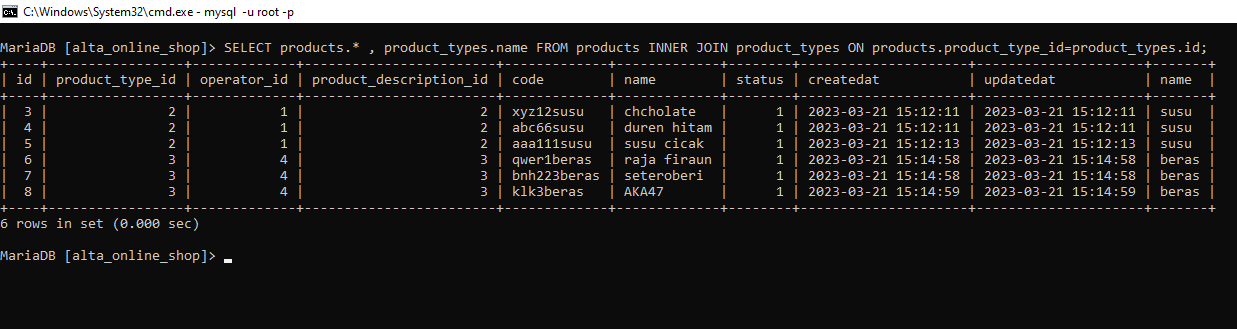 C:\Windows\System32\cmd.exe - mysql  -u root -p
MariaDB [alta_online_shop]> SELECT products.* , product_types.name FROM products INNER JOIN product_types ON products.product_type_id=product_types.id;
+----+-----------------+-------------+------------------------+------------+-------------+--------+---------------------+---------------------+-------+
| id | product_type_id | operator_id | product_description_id | code       | name        | status | createdat           | updatedat           | name  |
+----+-----------------+-------------+------------------------+------------+-------------+--------+---------------------+---------------------+-------+
|  3 |               2 |           1 |                      2 | xyz12susu  | chcholate   |      1 | 2023-03-21 15:12:11 | 2023-03-21 15:12:11 | susu  |
|  4 |               2 |           1 |                      2 | abc66susu  | duren hitam |      1 | 2023-03-21 15:12:11 | 2023-03-21 15:12:11 | susu  |
|  5 |               2 |           1 |                      2 | aaa111susu | susu cicak  |      1 | 2023-03-21 15:12:13 | 2023-03-21 15:12:13 | susu  |
|  6 |               3 |           4 |                      3 | qwer1beras | raja firaun |      1 | 2023-03-21 15:14:58 | 2023-03-21 15:14:58 | beras |
|  7 |               3 |           4 |                      3 | bnh223beras | seteroberi  |      1 | 2023-03-21 15:14:58 | 2023-03-21 15:14:58 | beras |
|  8 |               3 |           4 |                      3 | klk3beras  | AKA47       |      1 | 2023-03-21 15:14:59 | 2023-03-21 15:14:59 | beras |
+----+-----------------+-------------+------------------------+------------+-------------+--------+---------------------+---------------------+-------+
6 rows in set (0.000 sec)
MariaDB [alta_online_shop]> _